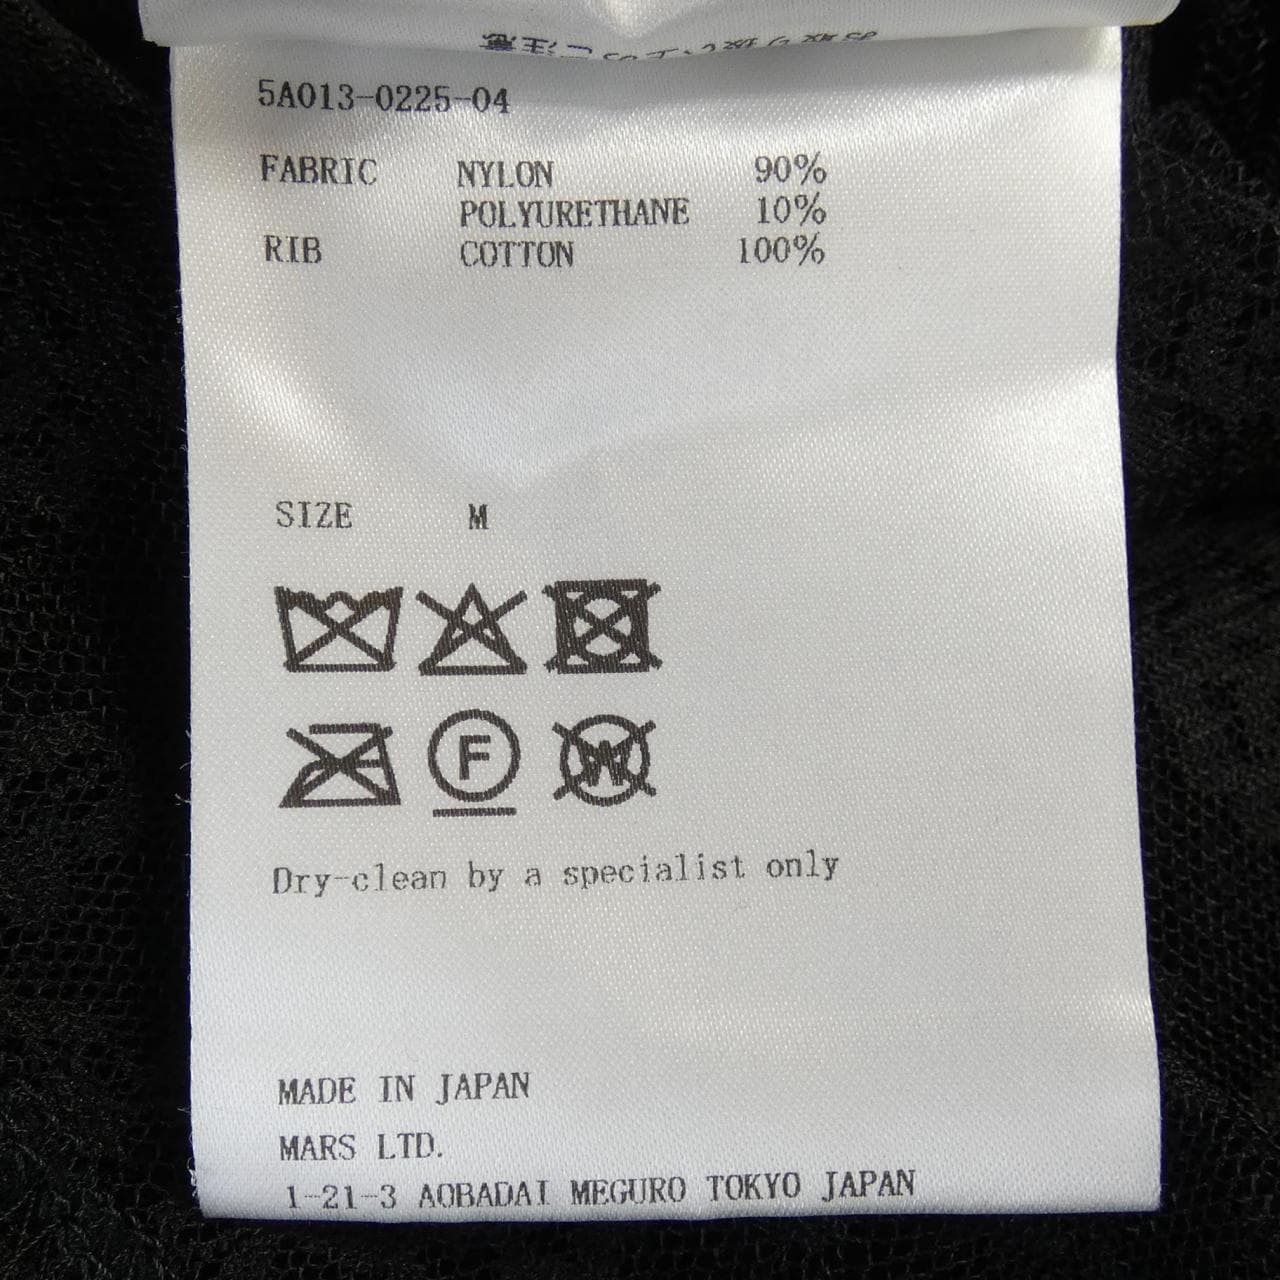 5A013-0225-04
FABRIC NYLON 90%
POLYURETHANE 10%
RIB COTTON 100%
SIZE M
F
W
Dry-clean by a specialist only
MADE IN JAPAN
MARS LTD.
1-21-3 AOBADAI MEGURO TOKYO JAPAN